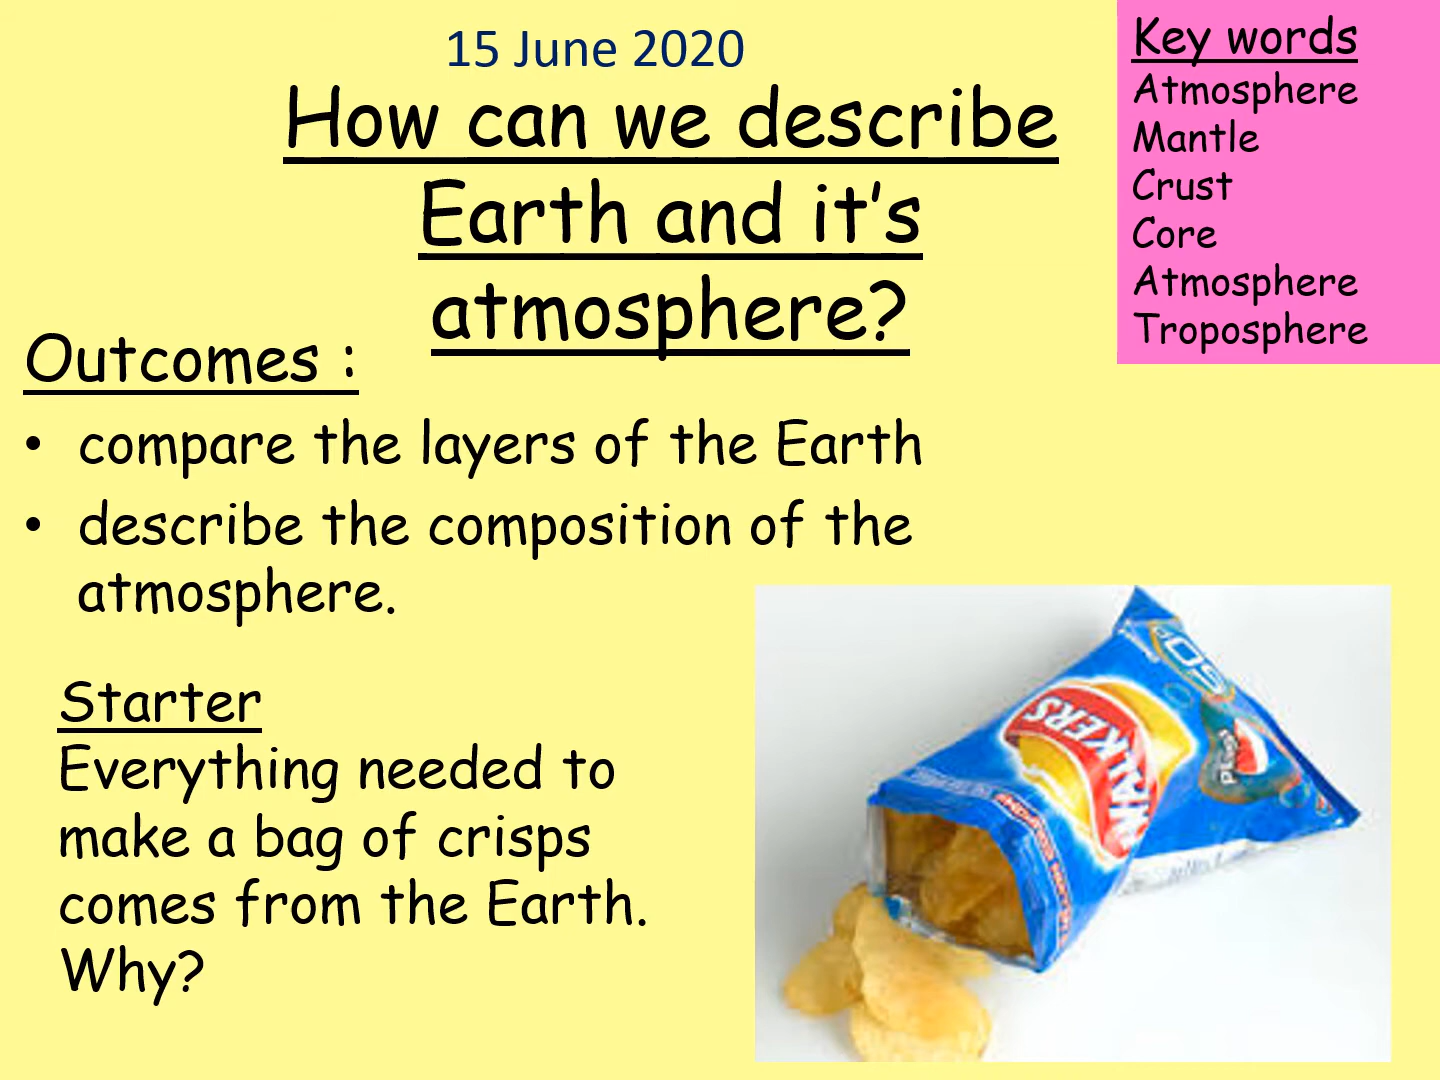 15 June 2020
How can we describe
Earth and it's
atmosphere?
Key words
Atmosphere
Mantle
Crust
Core
Atmosphere
Troposphere
Outcomes :
• compare the layers of the Earth
• describe the composition of the
atmosphere.
Starter
Everything needed to
make a bag of crisps
comes from the Earth.
Why?
WALKERS